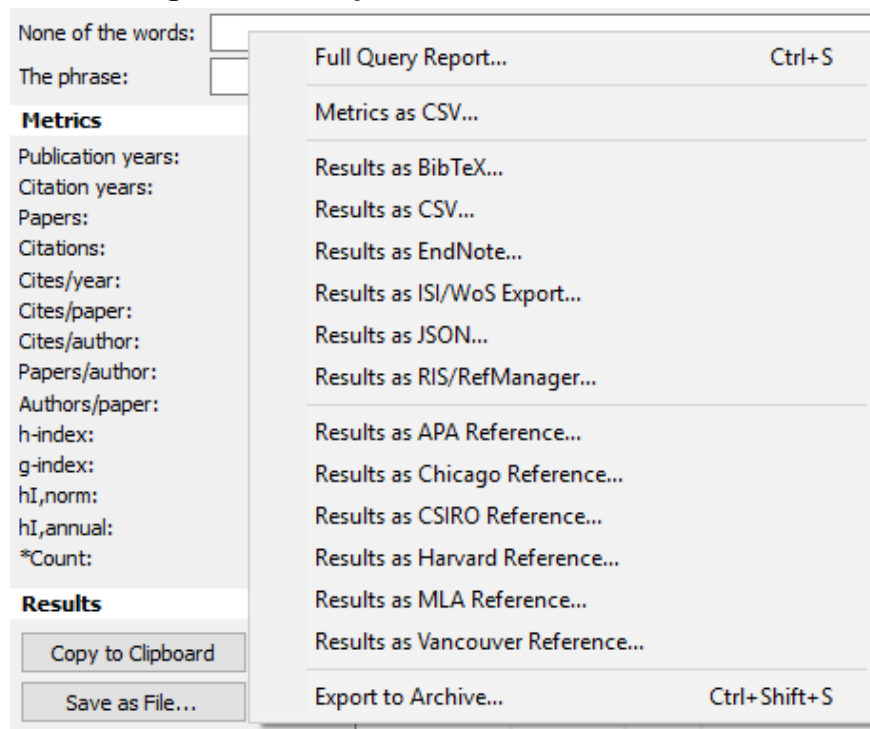 None of the words:
The phrase:
Metrics
Publication years:
Citation years:
Papers:
Citations:
Cites/year:
Cites/paper:
Cites/author:
Papers/author:
Authors/paper:
h-index:
g-index:
hI,norm:
hI,annual:
*Count:
Results
Copy to Clipboard
Save as File...
Full Query Report... Ctrl+S
Metrics as CSV...
Results as BibTeX...
Results as CSV...
Results as EndNote...
Results as ISI/WoS Export...
Results as JSON...
Results as RIS/RefManager...
Results as APA Reference...
Results as Chicago Reference...
Results as CSIRO Reference...
Results as Harvard Reference...
Results as MLA Reference...
Results as Vancouver Reference...
Export to Archive... Ctrl+Shift+S